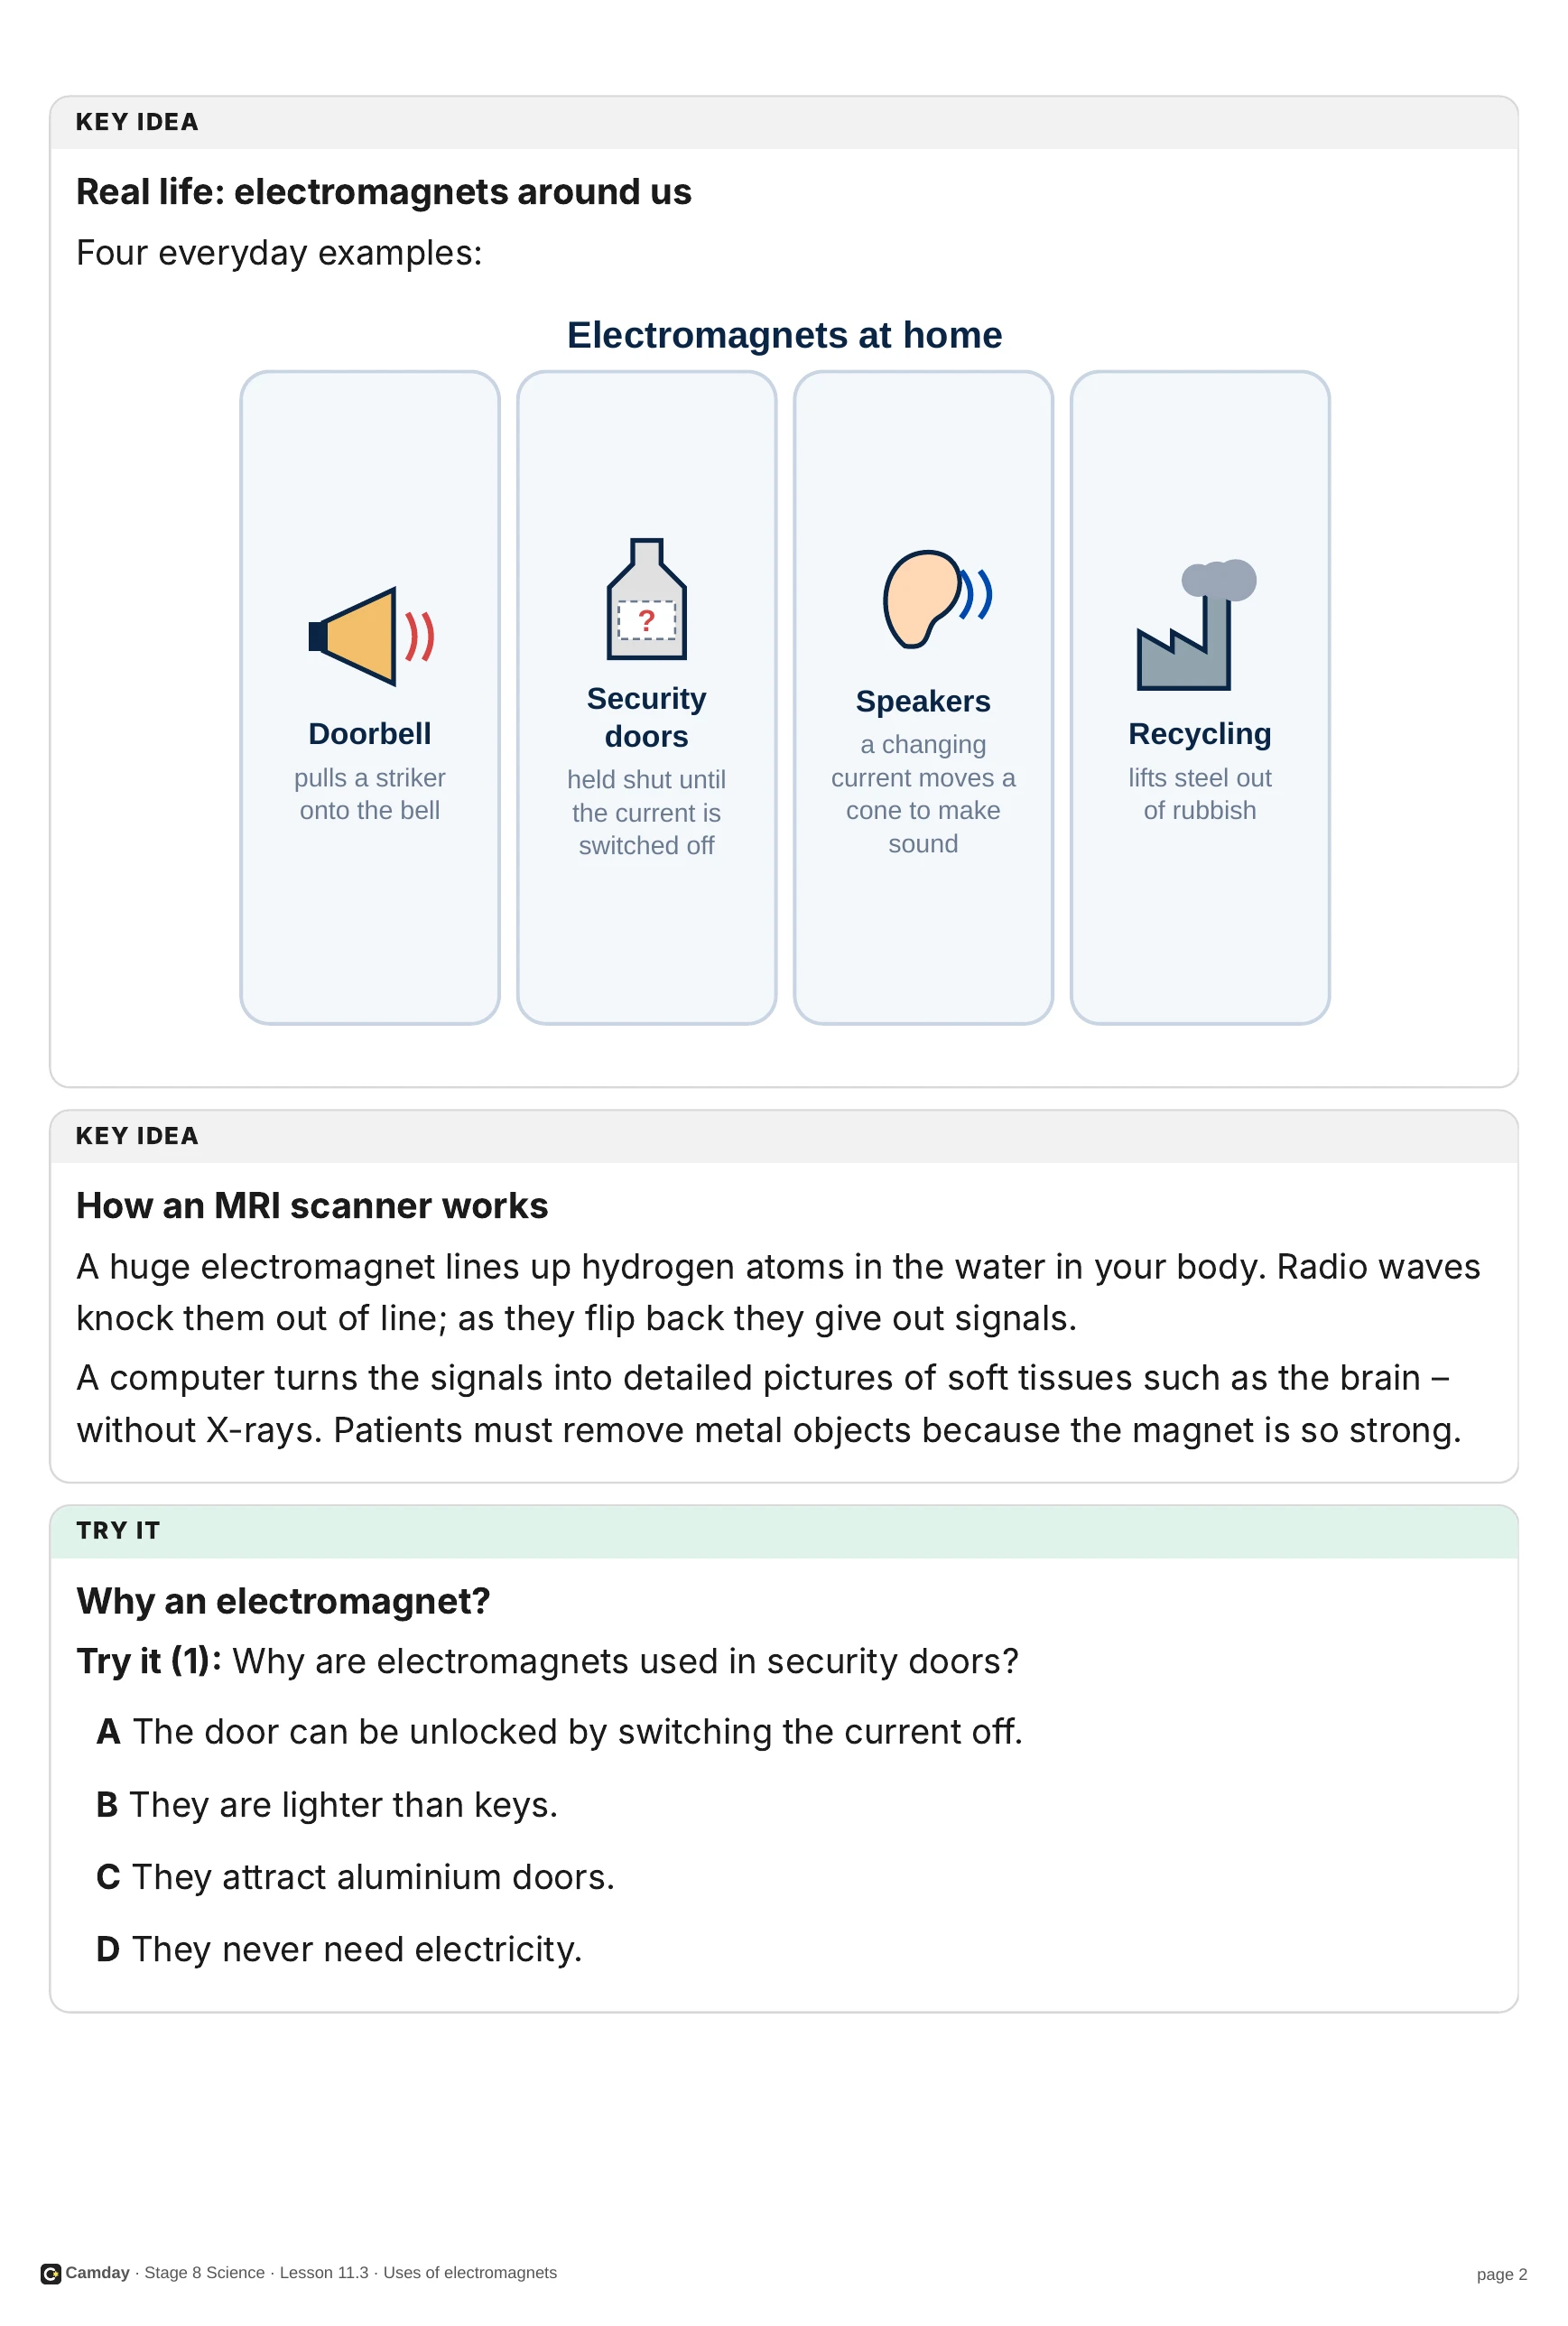 KEY IDEA
Real life: electromagnets around us
Four everyday examples:
Electromagnets at home
Doorbell
pulls a striker
onto the bell
?
Security
doors
held shut until
the current is
switched off
Speakers
a changing
current moves a
cone to make
sound
Recycling
lifts steel out
of rubbish
KEY IDEA
How an MRI scanner works
A huge electromagnet lines up hydrogen atoms in the water in your body. Radio waves
knock them out of line; as they flip back they give out signals.
A computer turns the signals into detailed pictures of soft tissues such as the brain –
without X-rays. Patients must remove metal objects because the magnet is so strong.
TRY IT
Why an electromagnet?
Try it (1): Why are electromagnets used in security doors?
A The door can be unlocked by switching the current off.
B They are lighter than keys.
C They attract aluminium doors.
D They never need electricity.
Camday · Stage 8 Science · Lesson 11.3 · Uses of electromagnets
page 2